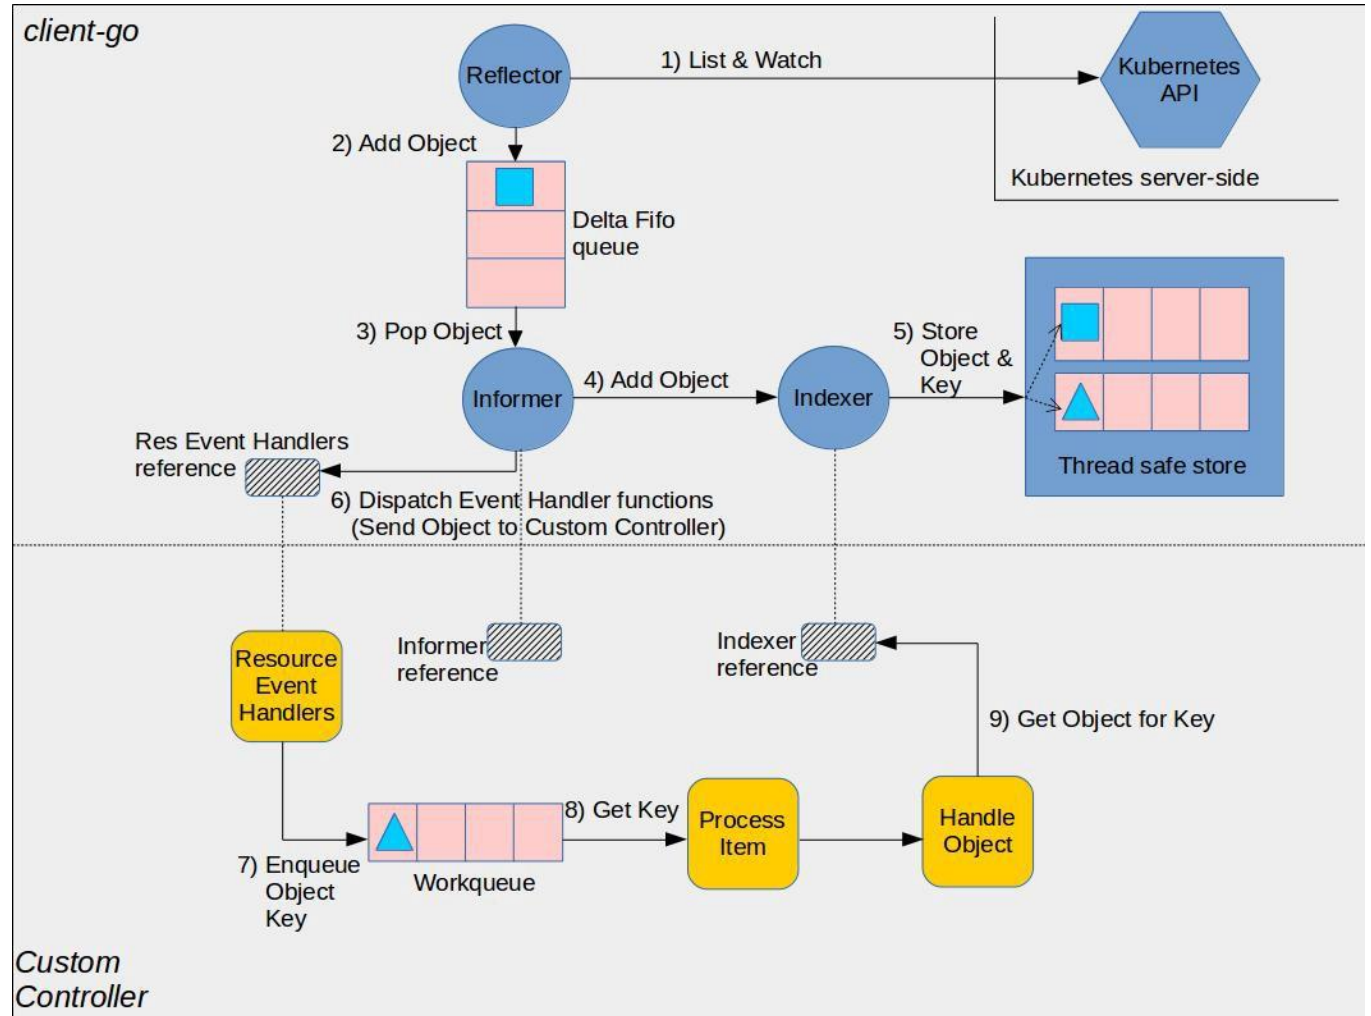 client-go
Reflector
1) List & Watch
Kubernetes
API
Kubernetes server-side
2) Add Object
Delta Fifo
queue
3) Pop Object
Informer
4) Add Object
Indexer
5) Store
Object &
Key
Thread safe store
Res Event Handlers
reference
6) Dispatch Event Handler functions
(Send Object to Custom Controller)
Resource
Event
Handlers
Informer
reference
Indexer
reference
9) Get Object for Key
7) Enqueue
Object
Key
Workqueue
8) Get Key
Process
Item
Handle
Object
Custom
Controller